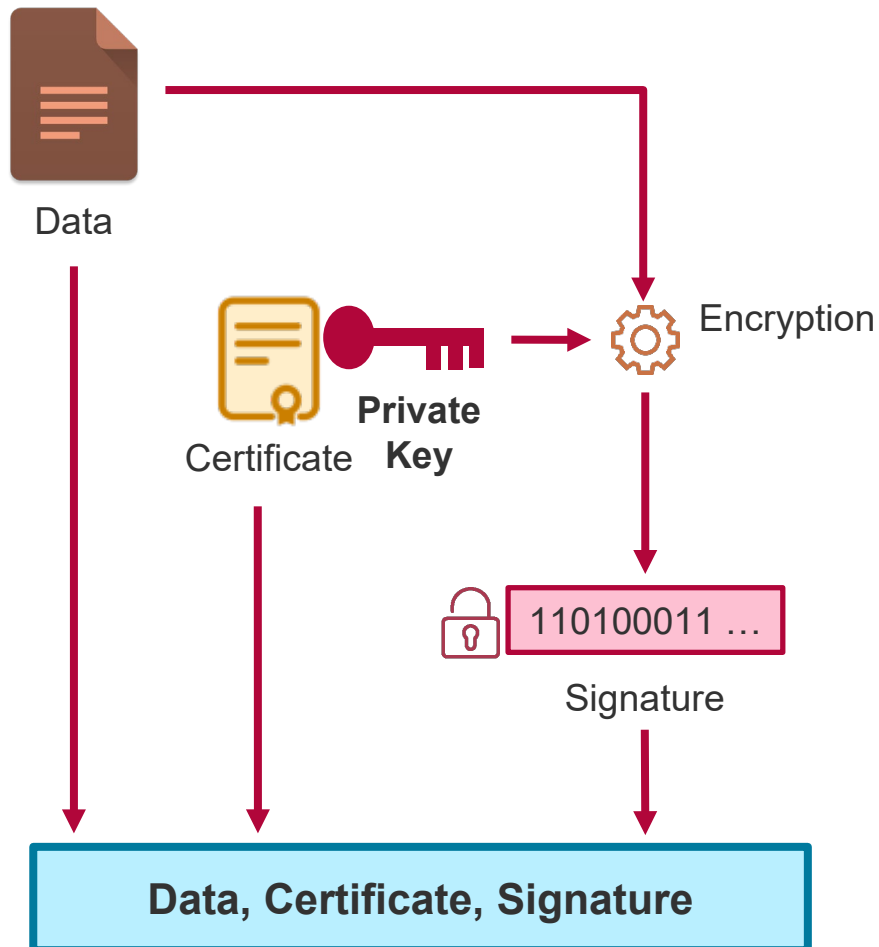 Data
Encryption
Private
Key
Certificate
110100011 …
Signature
Data, Certificate, Signature